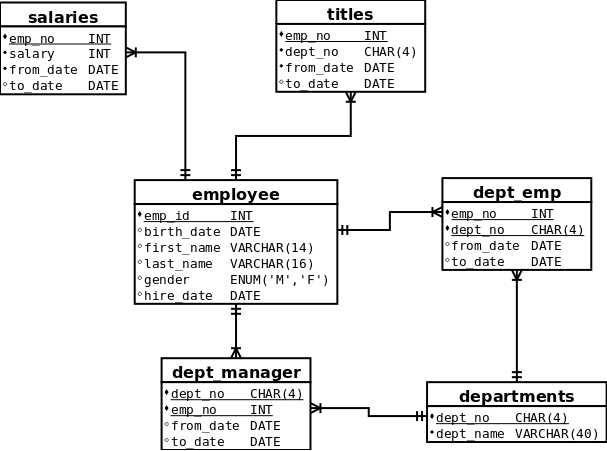 salaries
emp_no INT
salary INT
from_date DATE
to_date DATE
titles
emp_no INT
dept_no CHAR(4)
from_date DATE
to_date DATE
employee
emp_id INT
birth_date DATE
first_name VARCHAR(14)
last_name VARCHAR(16)
gender ENUM('M','F')
hire_date DATE
dept_emp
emp_no INT
dept_no CHAR(4)
from_date DATE
to_date DATE
dept_manager
dept_no CHAR(4)
emp_no INT
from_date DATE
to_date DATE
departments
dept_no CHAR(4)
dept_name VARCHAR(40)